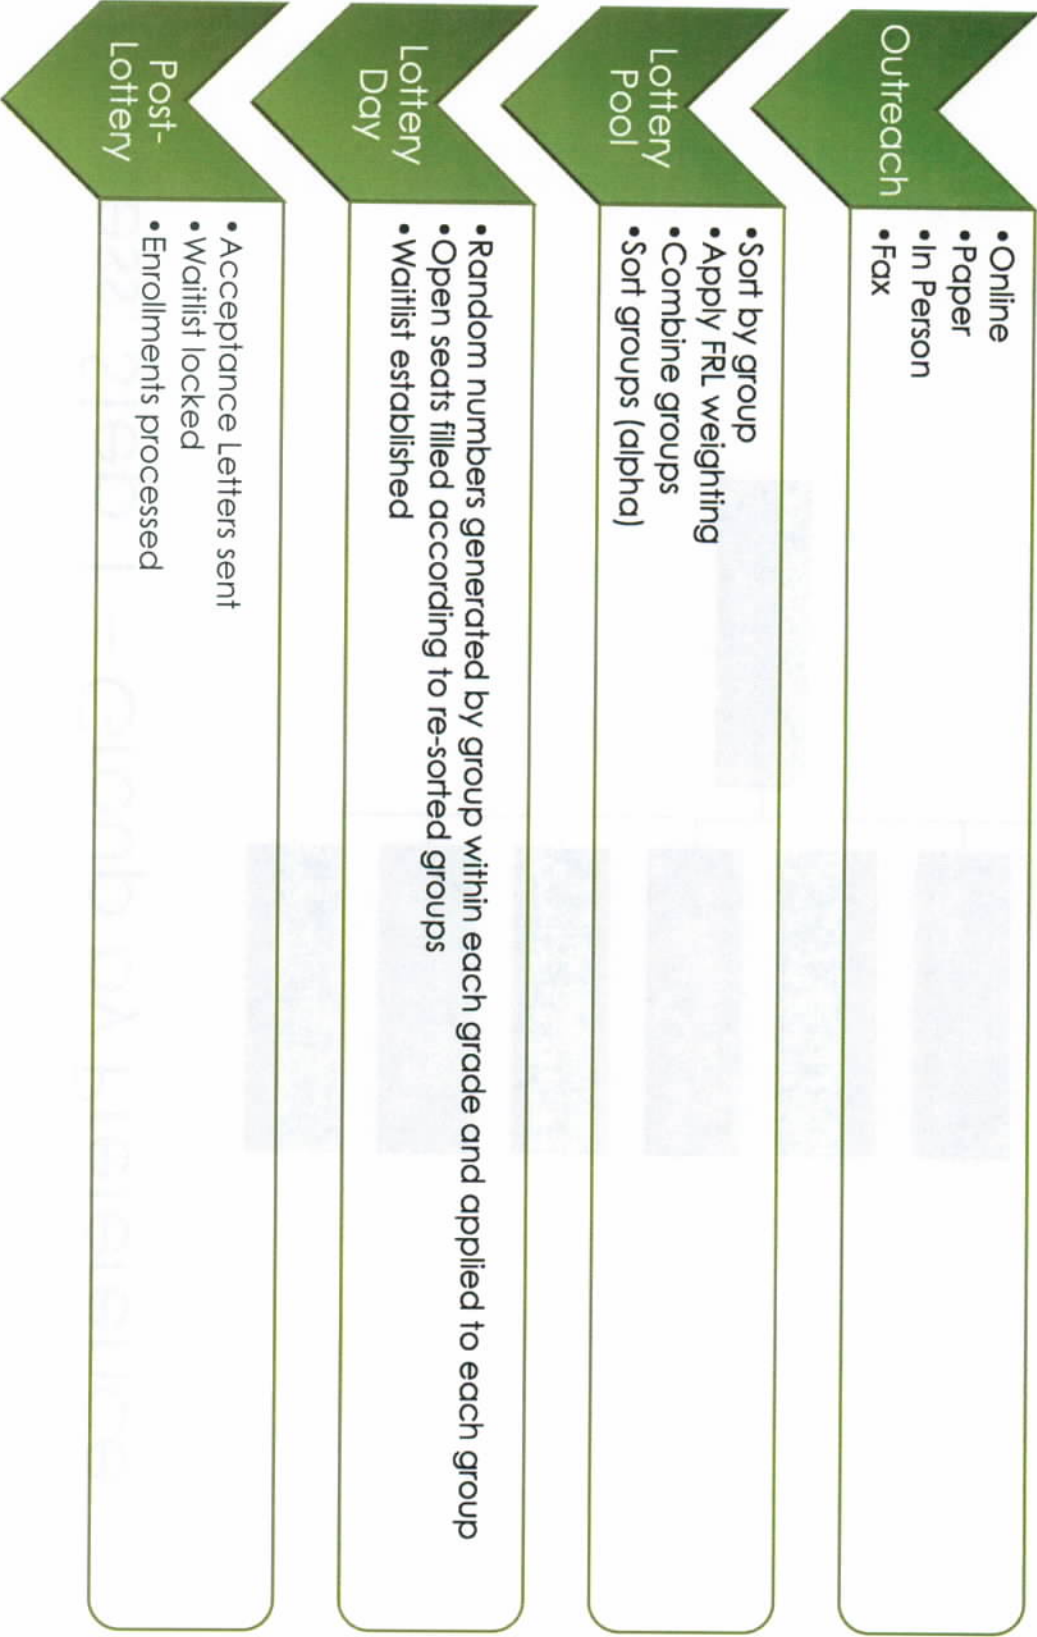 Outreach
•Online
•Paper
•In Person
•Fax
Lottery
Pool
•Sort by group
•Apply FRL weighting
•Combine groups
•Sort groups (alpha)
Lottery
Day
•Random numbers generated by group within each grade and applied to each group
•Open seats filled according to re-sorted groups
•Waitlist established
Post-
Lottery
•Acceptance Letters sent
•Waitlist locked
•Enrollments processed